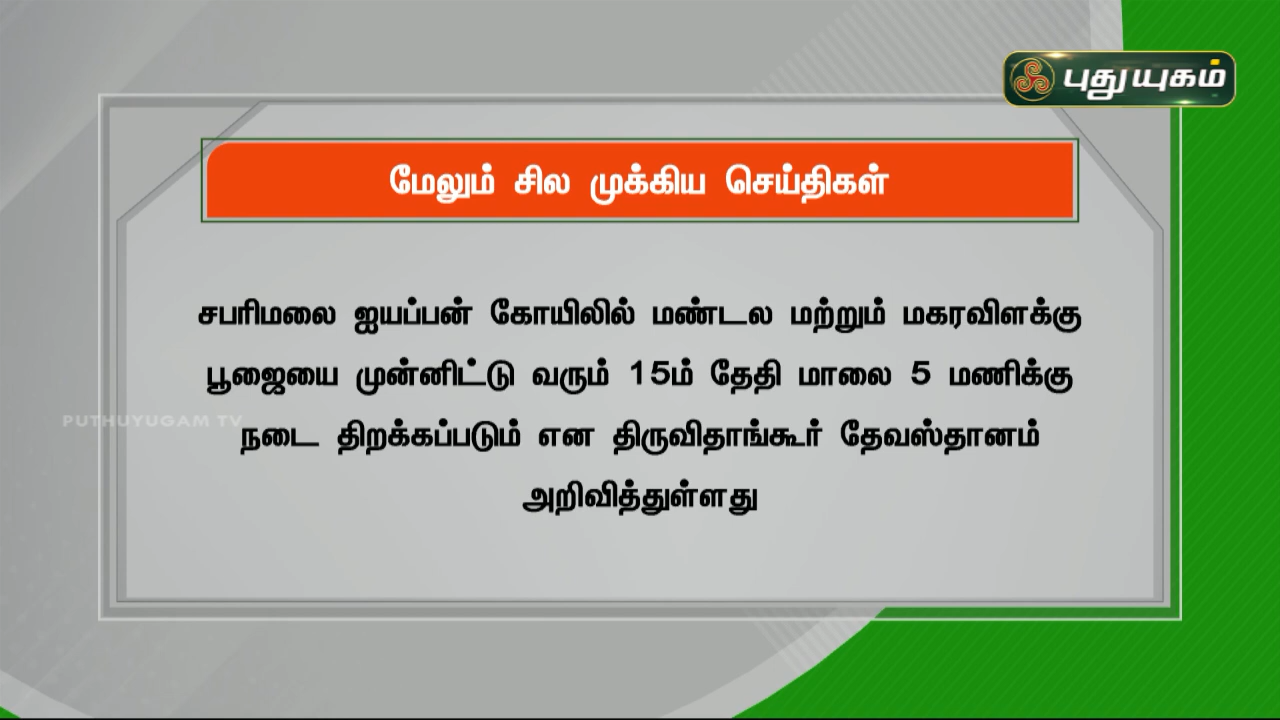 புதுயுகம்
மேலும் சில முக்கிய செய்திகள்
சபரிமலை ஐயப்பன் கோயிலில் மண்டல மற்றும் மகரவிளக்கு
பூஜையை முன்னிட்டு வரும் 15ம் தேதி மாலை 5 மணிக்கு
PUTHUYUGAM TV
நடை திறக்கப்படும் என திருவிதாங்கூர் தேவஸ்தானம்
அறிவித்துள்ளது